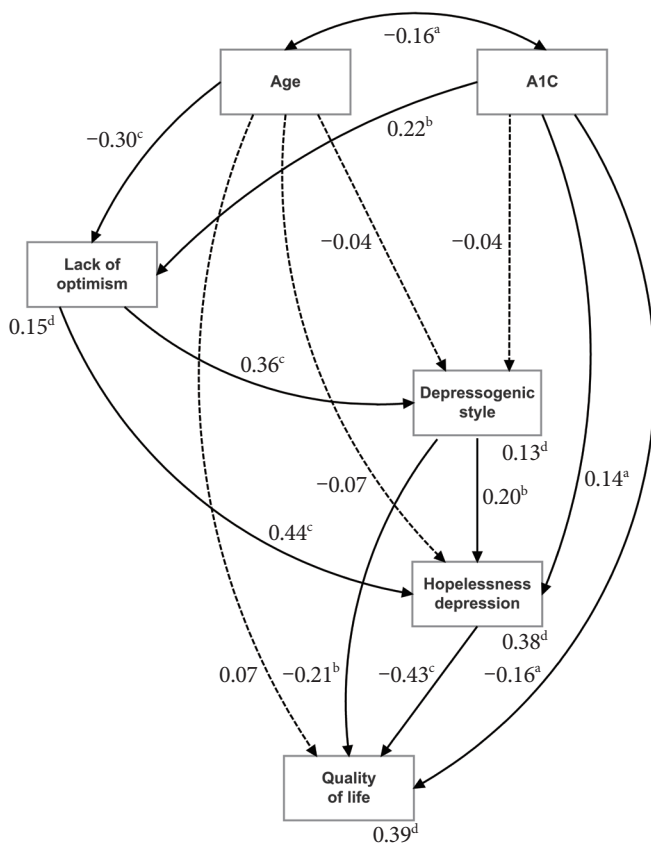 −0.16ᵃ
Age
A1C
−0.30ᶜ
0.22ᵇ
−0.04
−0.04
Lack of
optimism
0.15ᵈ
0.36ᶜ
Depressogenic
style
0.13ᵈ
−0.07
0.20ᵇ
0.14ᵃ
0.44ᶜ
Hopelessness
depression
0.38ᵈ
0.07
−0.21ᵇ
−0.43ᶜ
−0.16ᵃ
Quality
of life
0.39ᵈ